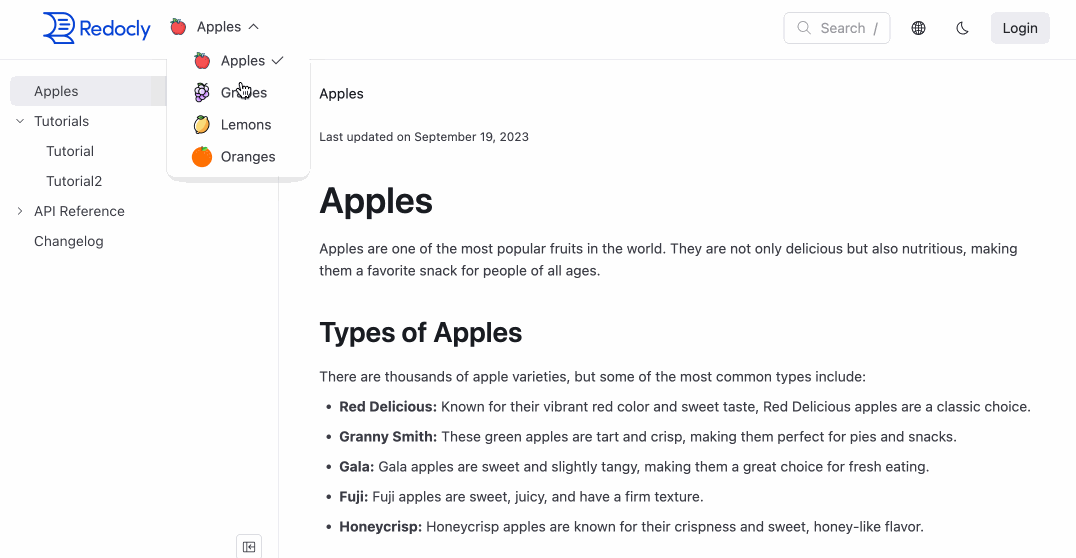 Redocly
Apples
Search /
Login
Apples
Lemons
Oranges
Apples
Tutorials
Tutorial
Tutorial2
API Reference
Changelog
Apples
Last updated on September 19, 2023
Apples
Apples are one of the most popular fruits in the world. They are not only delicious but also nutritious, making
them a favorite snack for people of all ages.
Types of Apples
There are thousands of apple varieties, but some of the most common types include:
• Red Delicious: Known for their vibrant red color and sweet taste, Red Delicious apples are a classic choice.
• Granny Smith: These green apples are tart and crisp, making them perfect for pies and snacks.
• Gala: Gala apples are sweet and slightly tangy, making them a great choice for fresh eating.
• Fuji: Fuji apples are sweet, juicy, and have a firm texture.
• Honeycrisp: Honeycrisp apples are known for their crispness and sweet, honey-like flavor.